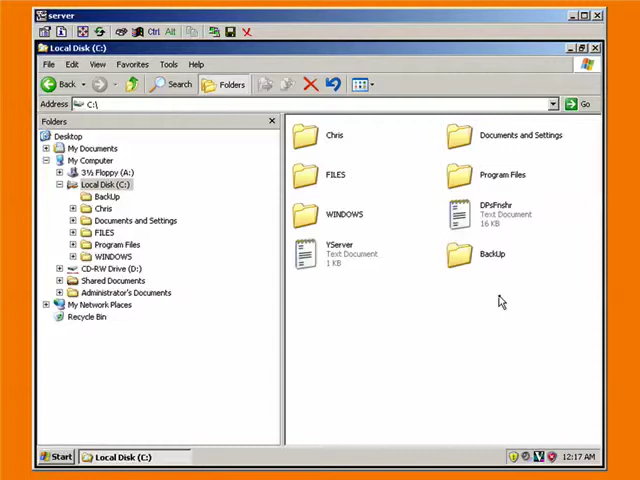 server
Ctrl Alt
Local Disk (C:)
File Edit View Favorites Tools Help
Back Search Folders
Address C:\ Go
Folders
Desktop
My Documents
My Computer
3½ Floppy (A:)
Local Disk (C:)
BackUp
Chris
Documents and Settings
FILES
Program Files
WINDOWS
CD-RW Drive (D:)
Shared Documents
Administrator's Documents
My Network Places
Recycle Bin
Chris
Documents and Settings
FILES
Program Files
WINDOWS
DPsFnshr
Text Document
16 KB
YServer
Text Document
1 KB
BackUp
Start Local Disk (C:) 12:17 AM